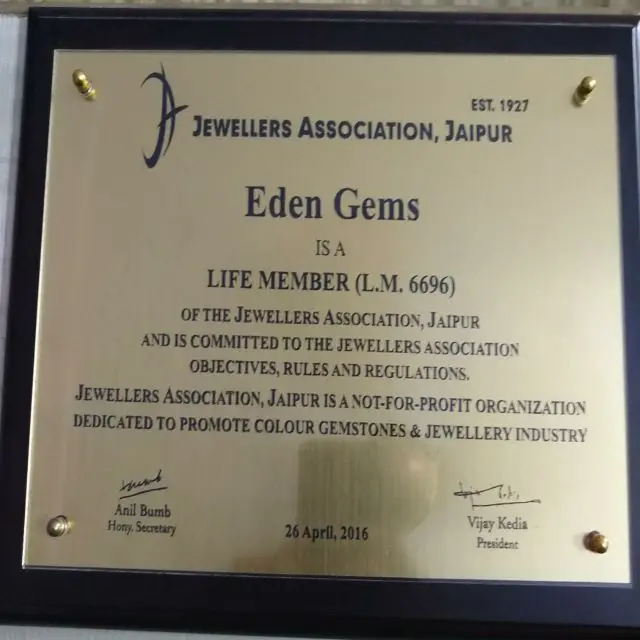 EST. 1927
JEWELLERS ASSOCIATION, JAIPUR
Eden Gems
IS A
LIFE MEMBER (L.M. 6696)
OF THE JEWELLERS ASSOCIATION, JAIPUR
AND IS COMMITTED TO THE JEWELLERS ASSOCIATION
OBJECTIVES, RULES AND REGULATIONS.
JEWELLERS ASSOCIATION, JAIPUR IS A NOT-FOR-PROFIT ORGANIZATION
DEDICATED TO PROMOTE COLOUR GEMSTONES & JEWELLERY INDUSTRY
Anil Bumb
Hony. Secretary
26 April, 2016
Vijay Kedia
President